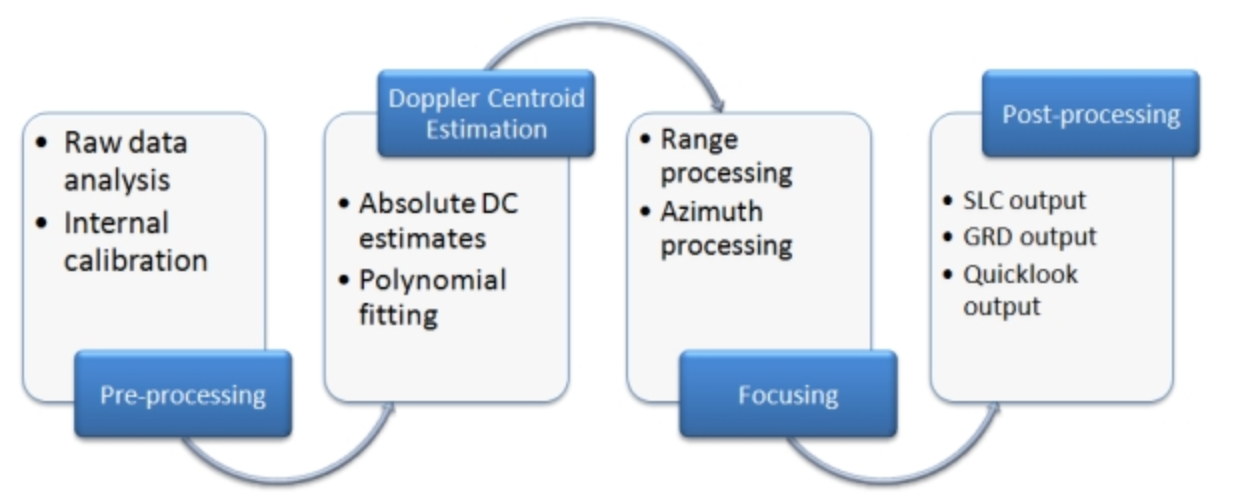 • Raw data
analysis
• Internal
calibration
Pre-processing
Doppler Centroid
Estimation
• Absolute DC
estimates
• Polynomial
fitting
• Range
processing
• Azimuth
processing
Focusing
Post-processing
• SLC output
• GRD output
• Quicklook
output